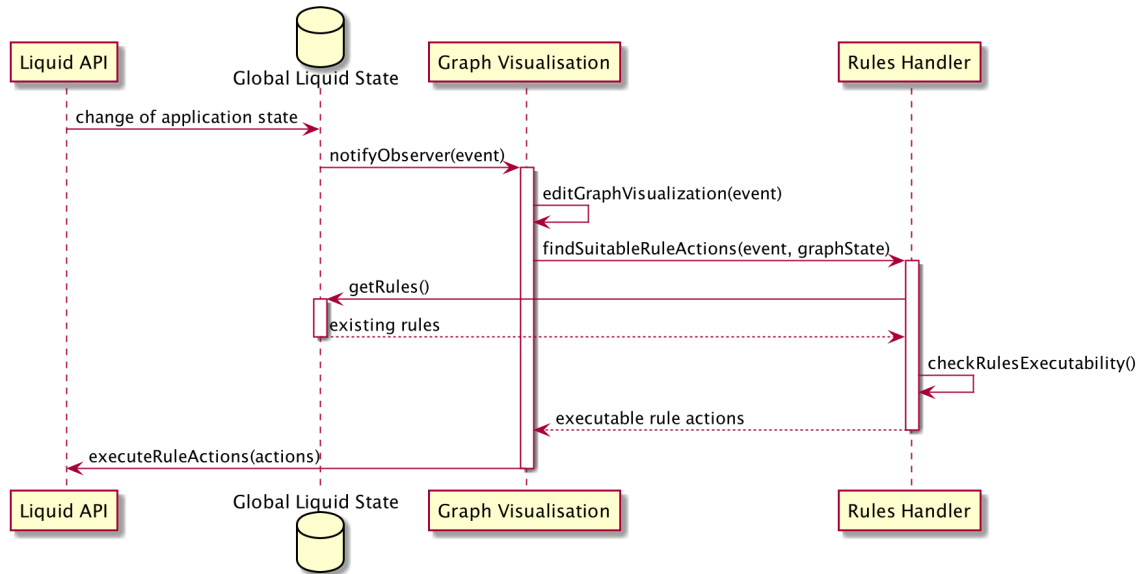 Liquid API
Global Liquid State
Graph Visualisation
Rules Handler
change of application state
notifyObserver(event)
editGraphVisualization(event)
findSuitableRuleActions(event, graphState)
getRules()
existing rules
checkRulesExecutability()
executable rule actions
executeRuleActions(actions)
Liquid API
Global Liquid State
Graph Visualisation
Rules Handler